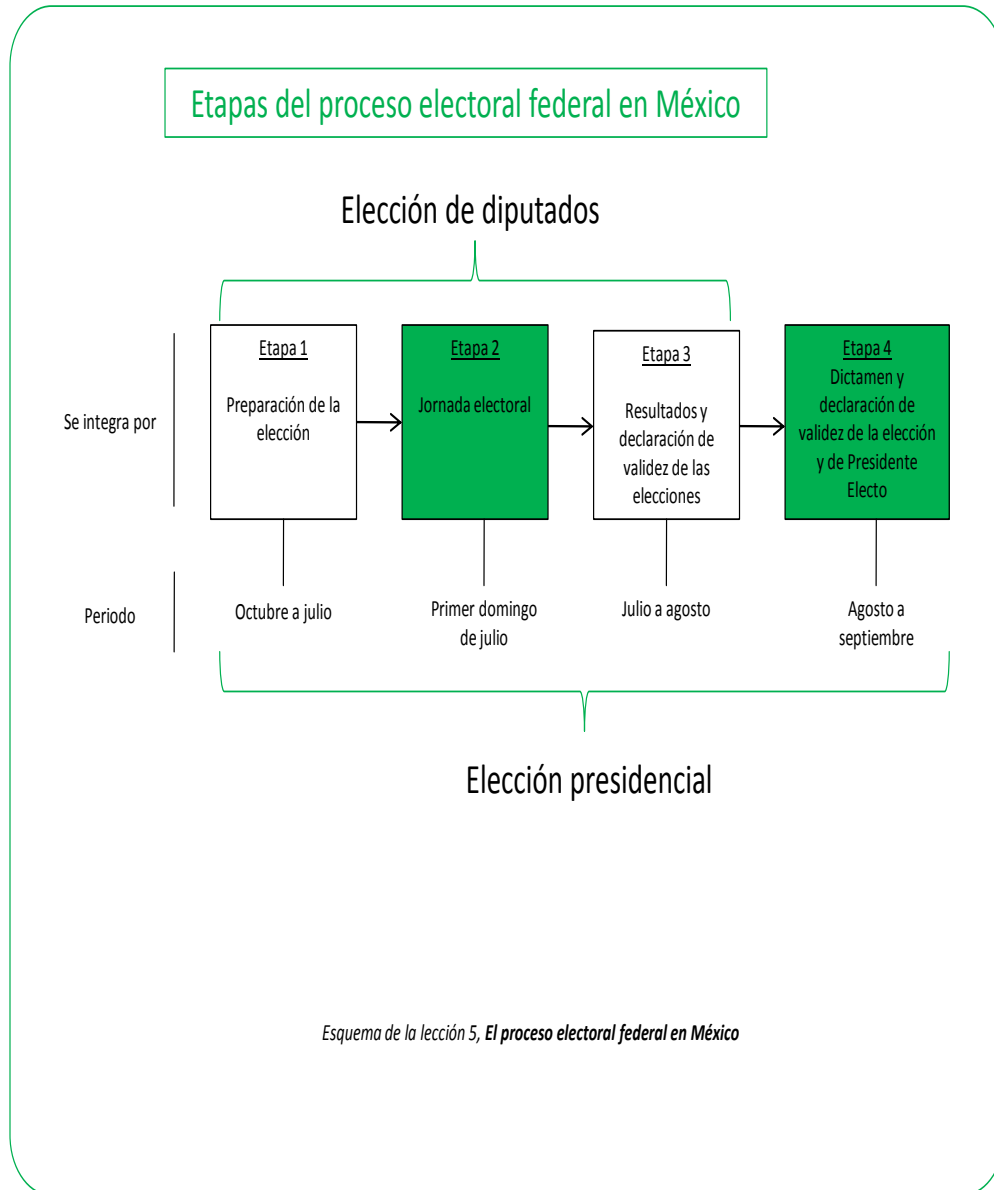 Etapas del proceso electoral federal en México
Elección de diputados
Se integra por
Etapa 1
Preparación de la
elección
Etapa 2
Jornada electoral
Etapa 3
Resultados y
declaración de
validez de las
elecciones
Etapa 4
Dictamen y
declaración de
validez de la elección
y de Presidente
Electo
Periodo
Octubre a julio
Primer domingo
de julio
Julio a agosto
Agosto a
septiembre
Elección presidencial
Esquema de la lección 5, El proceso electoral federal en México